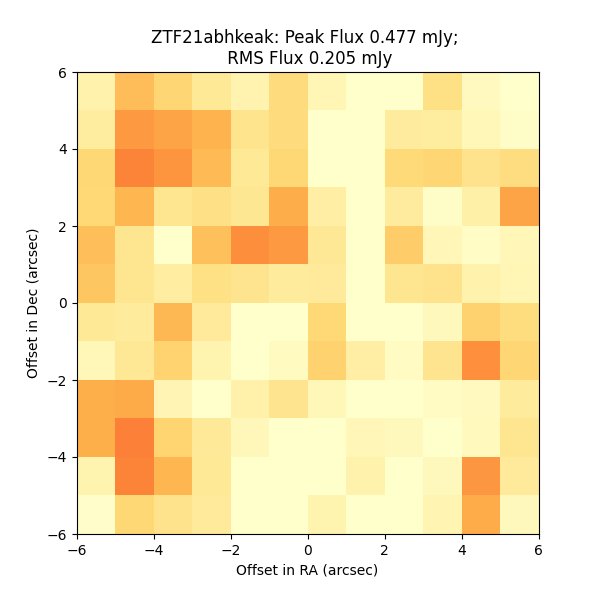 ZTF21abhkeak: Peak Flux 0.477 mJy;
RMS Flux 0.205 mJy
6
4
2
0
−2
−4
−6
Offset in Dec (arcsec)
−6 −4 −2 0 2 4 6
Offset in RA (arcsec)